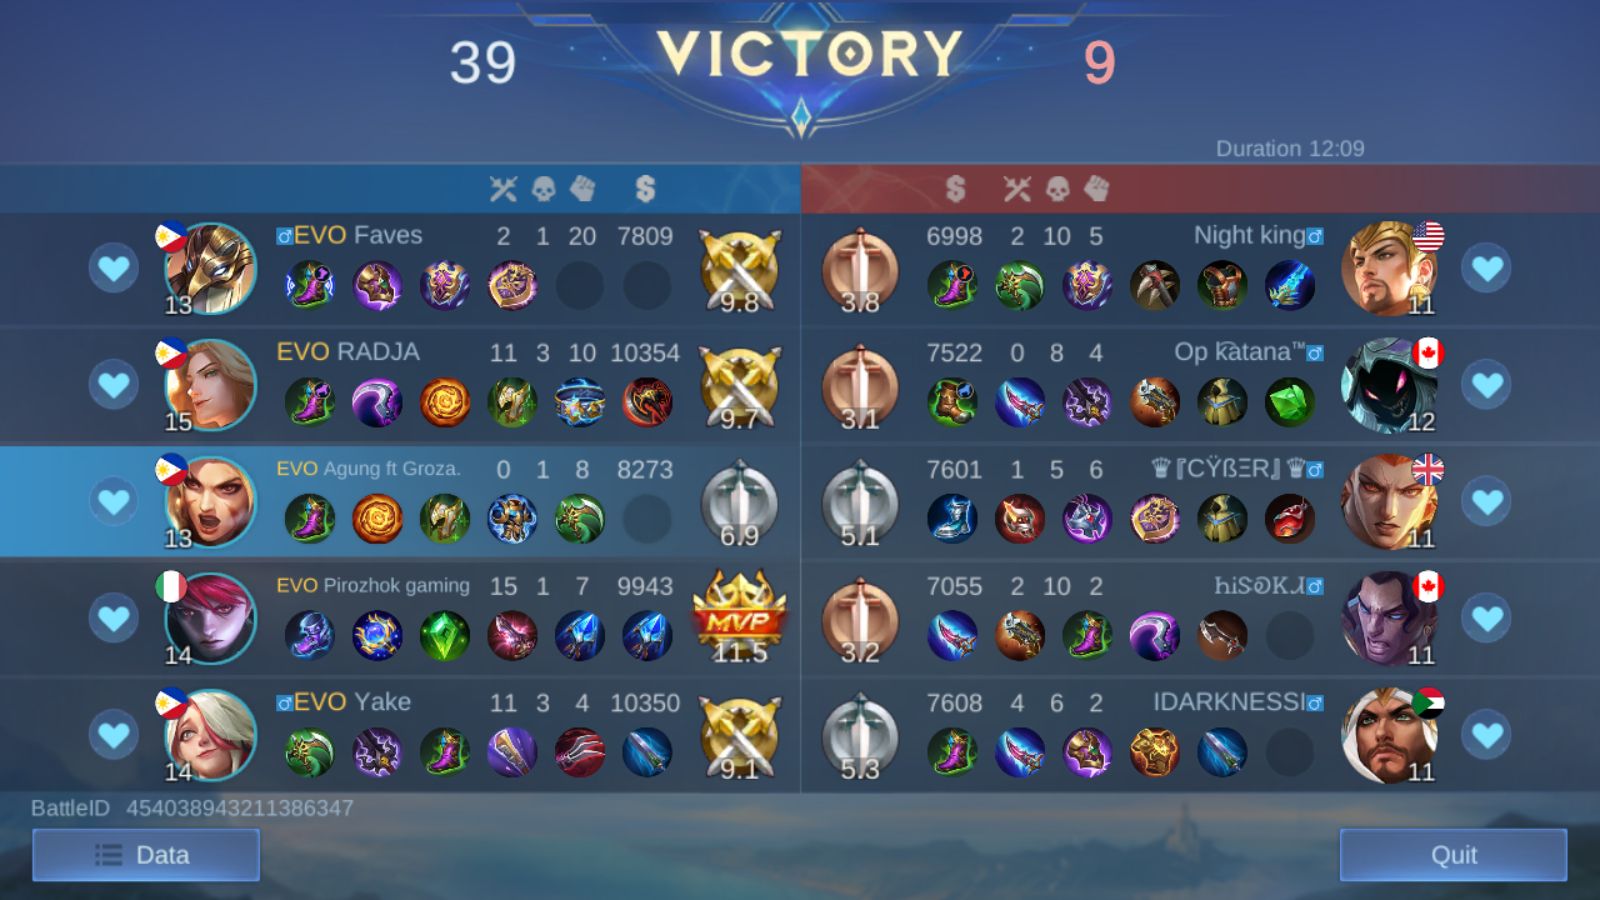 39 VICTORY 9
Duration 12:09
EVO Faves 2 1 20 7809
13 9.8
6998 2 10 5 Night king
3.8 11
EVO RADJA 11 3 10 10354
15 9.7
7522 0 8 4 Op katana™
3.1 12
EVO Agung ft Groza. 0 1 8 8273
13 6.9
7601 1 5 6 ♕『CŸßΞR』♕
5.1 11
EVO Pirozhok gaming 15 1 7 9943
14 MVP 11.5
7055 2 10 2
3.2 11
EVO Yake 11 3 4 10350
14 9.1
7608 4 6 2 IDARKNESSI
5.3 11
BattleID 454038943211386347
Data
Quit